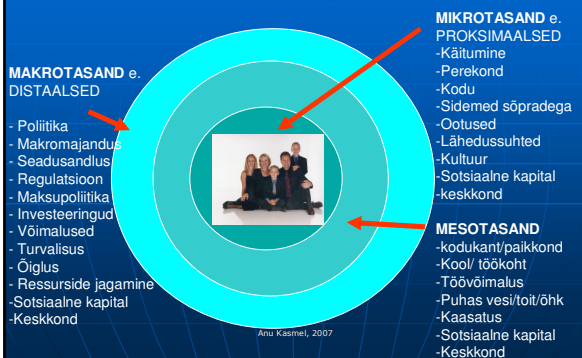 MAKROTASAND e.
DISTAALSED
- Poliitika
- Makromajandus
- Seadusandlus
- Regulatsioon
- Maksupoliitika
- Investeeringud
- Võimalused
- Turvalisus
- Õiglus
- Ressurside jagamine
-Sotsiaalne kapital
-Keskkond
MIKROTASAND e.
PROKSIMAALSED
-Käitumine
-Perekond
-Kodu
-Sidemed sõpradega
-Ootused
-Lähedussuhted
-Kultuur
-Sotsiaalne kapital
-keskkond
MESOTASAND
-kodukant/paikkond
-Kool/ töökoht
-Töövõimalus
-Puhas vesi/toit/õhk
-Kaasatus
-Sotsiaalne kapital
-Keskkond
Anu Kasmel, 2007